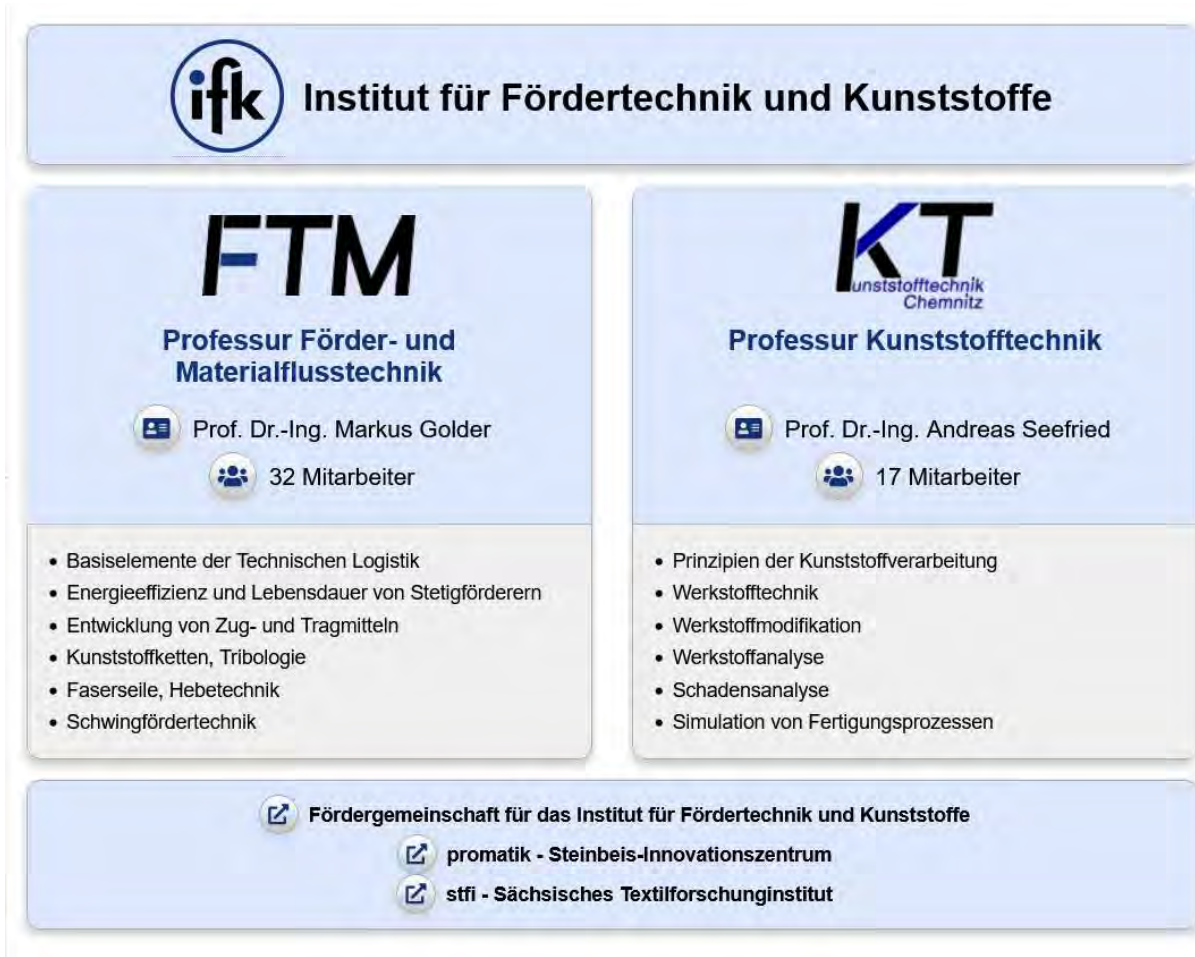 ifk Institut für Fördertechnik und Kunststoffe
FTM
Professur Förder- und
Materialflusstechnik
Prof. Dr.-Ing. Markus Golder
32 Mitarbeiter
• Basiselemente der Technischen Logistik
• Energieeffizienz und Lebensdauer von Stetigförderern
• Entwicklung von Zug- und Tragmitteln
• Kunststoffketten, Tribologie
• Faserseile, Hebetechnik
• Schwingfördertechnik
KT
unststofftechnik
Chemnitz
Professur Kunststofftechnik
Prof. Dr.-Ing. Andreas Seefried
17 Mitarbeiter
• Prinzipien der Kunststoffverarbeitung
• Werkstofftechnik
• Werkstoffmodifikation
• Werkstoffanalyse
• Schadensanalyse
• Simulation von Fertigungsprozessen
Fördergemeinschaft für das Institut für Fördertechnik und Kunststoffe
promatik - Steinbeis-Innovationszentrum
stfi - Sächsisches Textilforschunginstitut